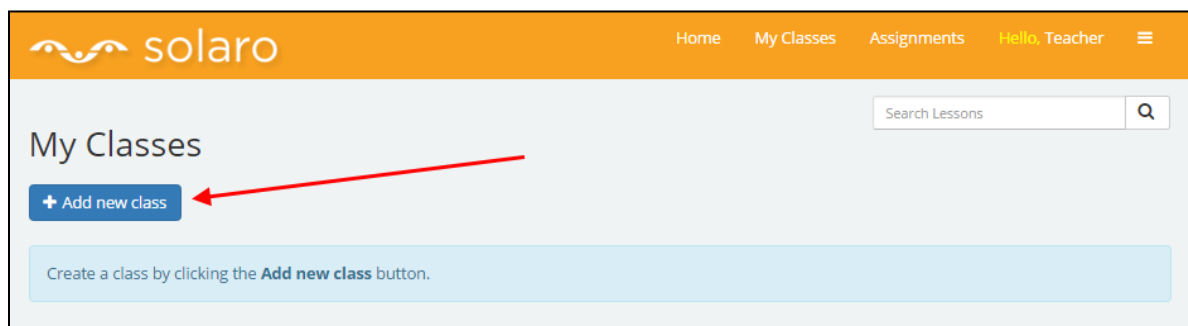 solaro
Home My Classes Assignments Hello, Teacher
Search Lessons
My Classes
Add new class
Create a class by clicking the Add new class button.